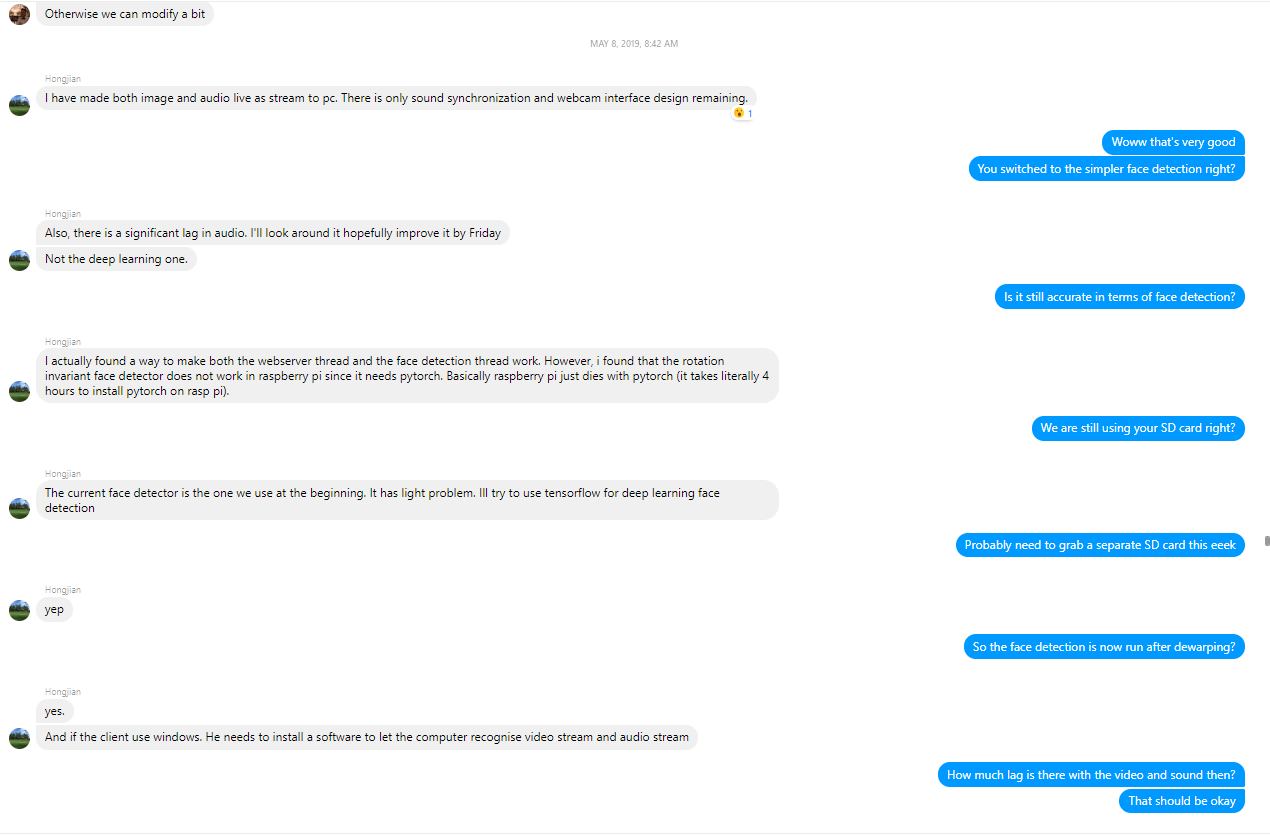 Otherwise we can modify a bit
MAY 8, 2019, 8:42 AM
Hongjian
I have made both image and audio live as stream to pc. There is only sound synchronization and webcam interface design remaining.
1
Woww that's very good
You switched to the simpler face detection right?
Hongjian
Also, there is a significant lag in audio. I'll look around it hopefully improve it by Friday
Not the deep learning one.
Is it still accurate in terms of face detection?
Hongjian
I actually found a way to make both the webserver thread and the face detection thread work. However, i found that the rotation
invariant face detector does not work in raspberry pi since it needs pytorch. Basically raspberry pi just dies with pytorch (it takes literally 4
hours to install pytorch on rasp pi).
We are still using your SD card right?
Hongjian
The current face detector is the one we use at the beginning. It has light problem. Ill try to use tensorflow for deep learning face
detection
Probably need to grab a separate SD card this eeek
Hongjian
yep
So the face detection is now run after dewarping?
Hongjian
yes.
And if the client use windows. He needs to install a software to let the computer recognise video stream and audio stream
How much lag is there with the video and sound then?
That should be okay